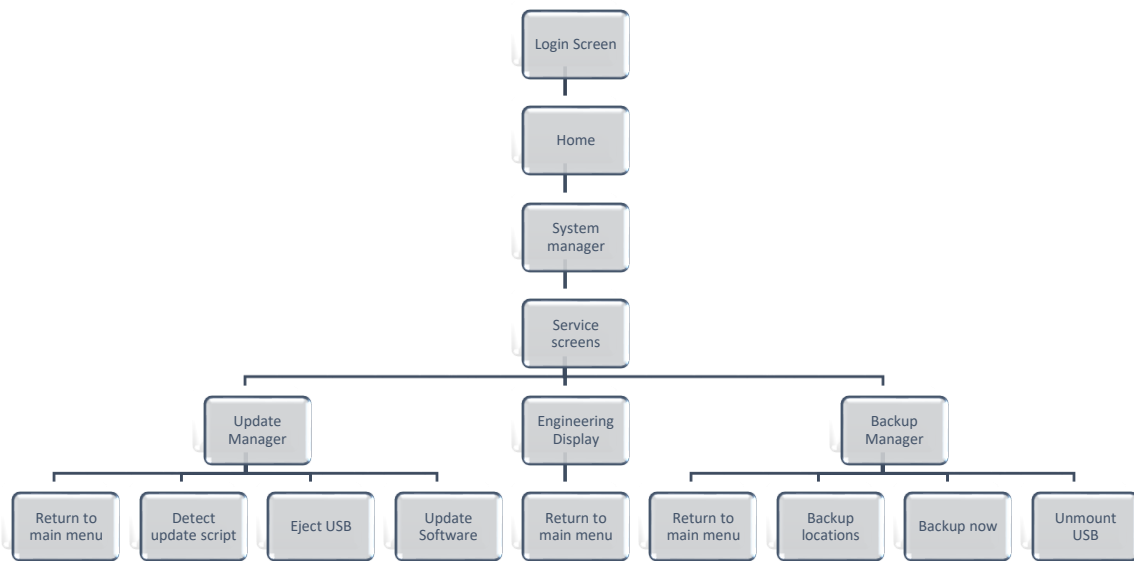 Login Screen
Home
System
manager
Service
screens
Update
Manager
Engineering
Display
Backup
Manager
Return to
main menu
Detect
update script
Eject USB
Update
Software
Return to
main menu
Return to
main menu
Backup
locations
Backup now
Unmount
USB